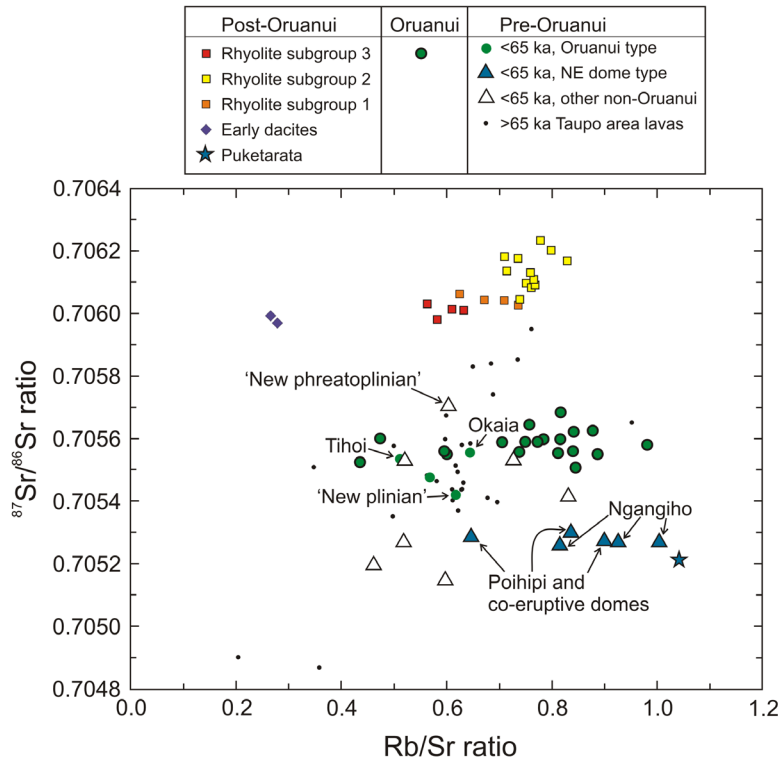 Post-Oruanui
Rhyolite subgroup 3
Rhyolite subgroup 2
Rhyolite subgroup 1
Early dacites
Puketarata
Oruanui
Pre-Oruanui
<65 ka, Oruanui type
<65 ka, NE dome type
<65 ka, other non-Oruanui
>65 ka Taupo area lavas
0.7064
0.7062
0.7060
0.7058
0.7056
0.7054
0.7052
0.7050
0.7048
⁸⁷Sr/⁸⁶Sr ratio
'New phreatoplinian'
Okaia
Tihoi
'New plinian'
Ngangiho
Poihipi and
co-eruptive domes
0.0
0.2
0.4
0.6
0.8
1.0
1.2
Rb/Sr ratio